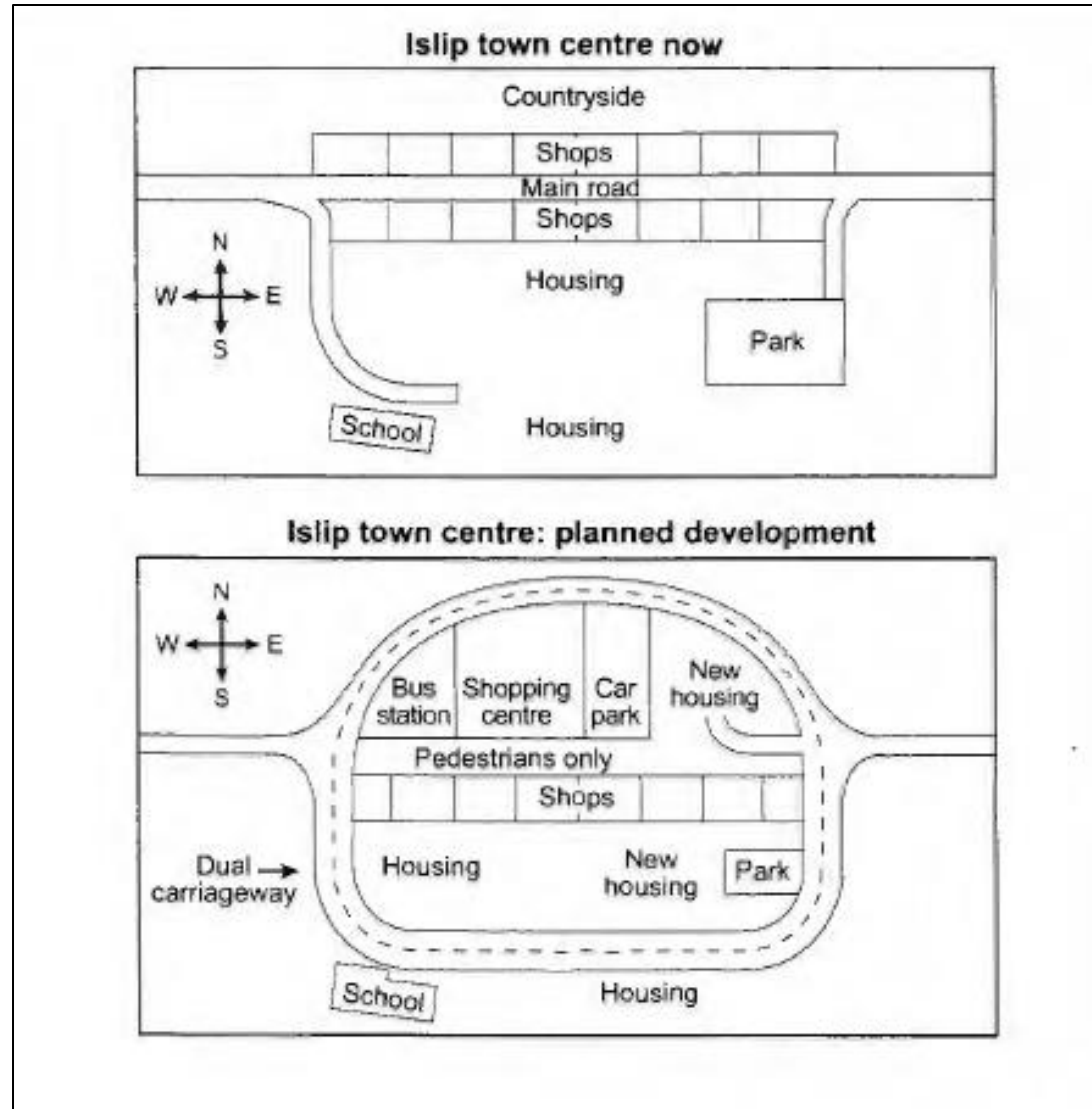 Islip town centre now
Countryside
Shops
Main road
Shops
N
W E
S
Housing
Park
School
Housing
Islip town centre: planned development
N
W E
S
Bus
station
Shopping
centre
Car
park
New
housing
Pedestrians only
Shops
Dual
carriageway
Housing
New
housing
Park
School
Housing